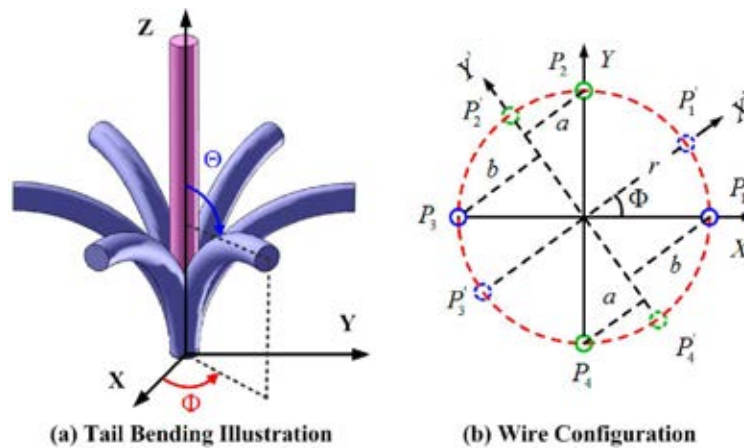 Z
Θ
Y
X
Φ
(a) Tail Bending Illustration
Y'
P₂
Y
P₂'
a
P₁'
X'
b
r
Φ
P₃
P₁
X
b
P₃'
a
P₄'
P₄
(b) Wire Configuration